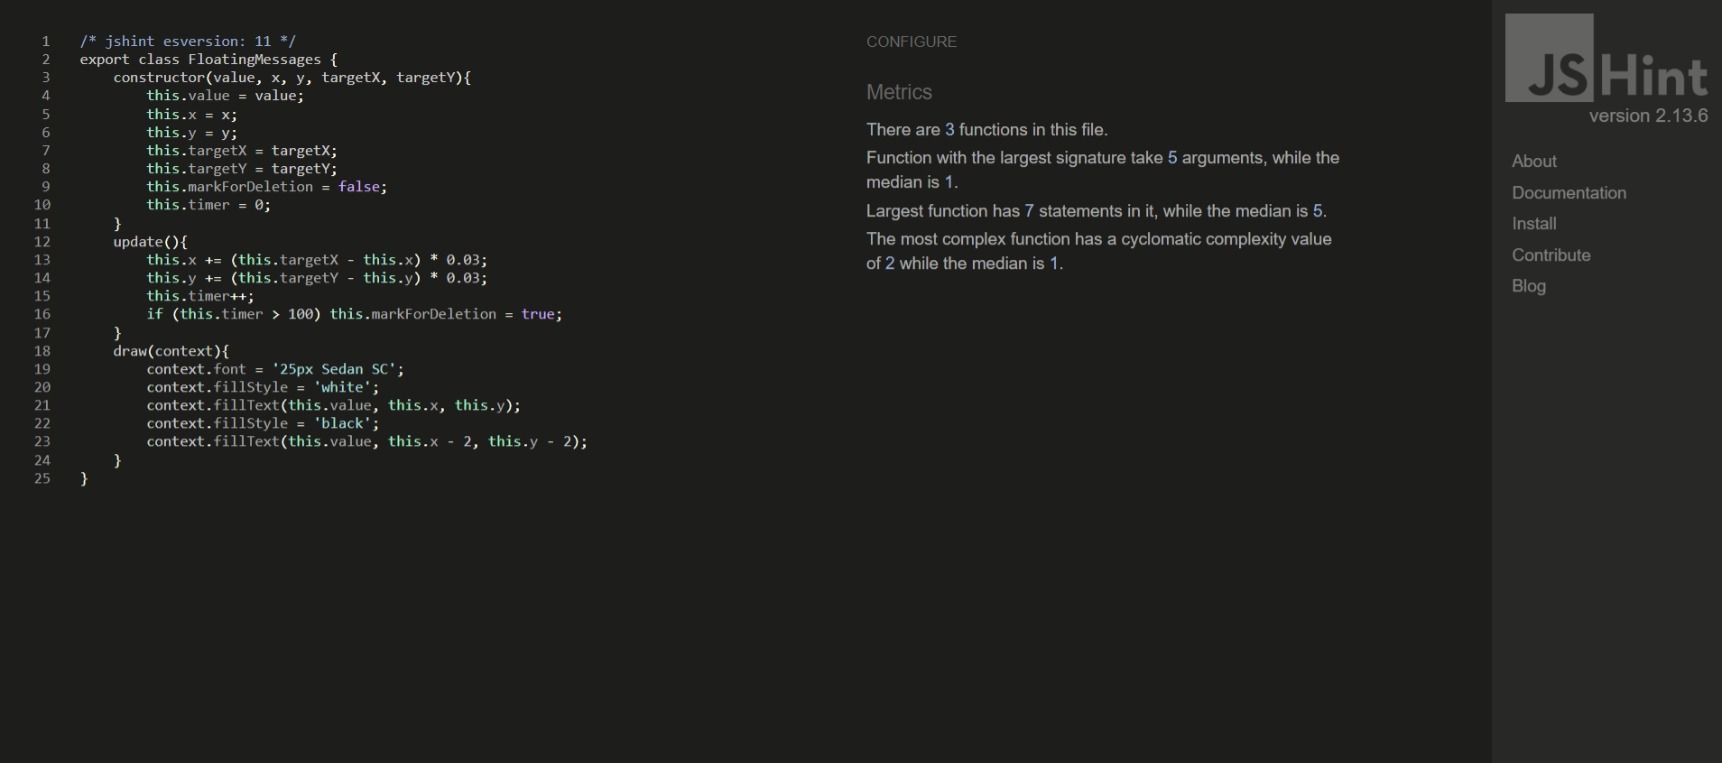 1 /* jshint esversion: 11 */
2 export class FloatingMessages {
3 constructor(value, x, y, targetX, targetY){
4 this.value = value;
5 this.x = x;
6 this.y = y;
7 this.targetX = targetX;
8 this.targetY = targetY;
9 this.markForDeletion = false;
10 this.timer = 0;
11 }
12 update(){
13 this.x += (this.targetX - this.x) * 0.03;
14 this.y += (this.targetY - this.y) * 0.03;
15 this.timer++;
16 if (this.timer > 100) this.markForDeletion = true;
17 }
18 draw(context){
19 context.font = '25px Sedan SC';
20 context.fillStyle = 'white';
21 context.fillText(this.value, this.x, this.y);
22 context.fillStyle = 'black';
23 context.fillText(this.value, this.x - 2, this.y - 2);
24 }
25 }
CONFIGURE
Metrics
There are 3 functions in this file.
Function with the largest signature take 5 arguments, while the
median is 1.
Largest function has 7 statements in it, while the median is 5.
The most complex function has a cyclomatic complexity value
of 2 while the median is 1.
JSHint
version 2.13.6
About
Documentation
Install
Contribute
Blog